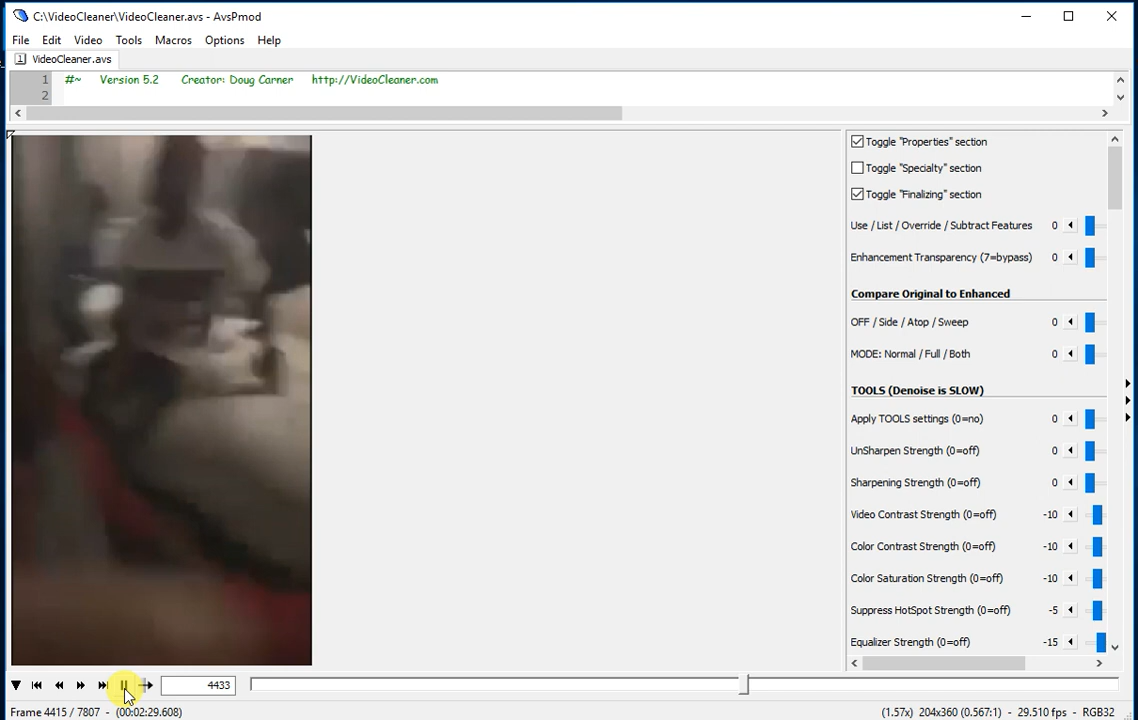 C:\VideoCleaner\VideoCleaner.avs - AvsPmod
File Edit Video Tools Macros Options Help
1 VideoCleaner.avs
1 #~ Version 5.2 Creator: Doug Carner http://VideoCleaner.com
2
Toggle "Properties" section
Toggle "Specialty" section
Toggle "Finalizing" section
Use / List / Override / Subtract Features 0
Enhancement Transparency (7=bypass) 0
Compare Original to Enhanced
OFF / Side / Atop / Sweep 0
MODE: Normal / Full / Both 0
TOOLS (Denoise is SLOW)
Apply TOOLS settings (0=no) 0
UnSharpen Strength (0=off) 0
Sharpening Strength (0=off) 0
Video Contrast Strength (0=off) -10
Color Contrast Strength (0=off) -10
Color Saturation Strength (0=off) -10
Suppress HotSpot Strength (0=off) -5
Equalizer Strength (0=off) -15
4433
Frame 4415 / 7807 - (00:02:29.608) (1.57x) 204x360 (0.567:1) - 29.510 fps - RGB32